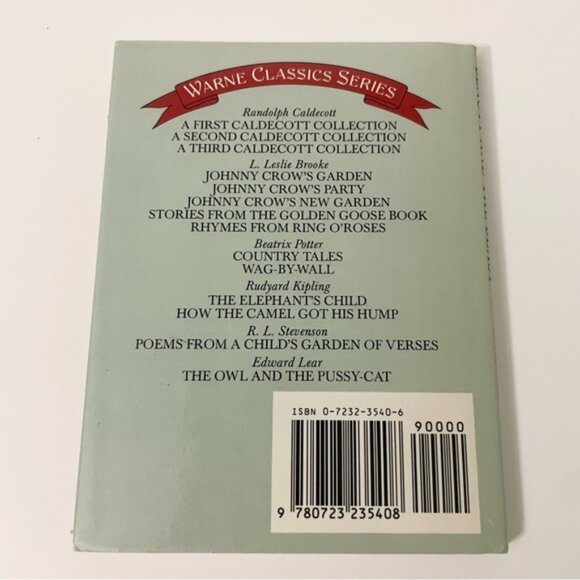 WARNE CLASSICS SERIES
Randolph Caldecott
A FIRST CALDECOTT COLLECTION
A SECOND CALDECOTT COLLECTION
A THIRD CALDECOTT COLLECTION
L. Leslie Brooke
JOHNNY CROW'S GARDEN
JOHNNY CROW'S PARTY
JOHNNY CROW'S NEW GARDEN
STORIES FROM THE GOLDEN GOOSE BOOK
RHYMES FROM RING O'ROSES
Beatrix Potter
COUNTRY TALES
WAG-BY-WALL
Rudyard Kipling
THE ELEPHANT'S CHILD
HOW THE CAMEL GOT HIS HUMP
R. L. Stevenson
POEMS FROM A CHILD'S GARDEN OF VERSES
Edward Lear
THE OWL AND THE PUSSY-CAT
ISBN 0-7232-3540-6
90000
9 780723 235408